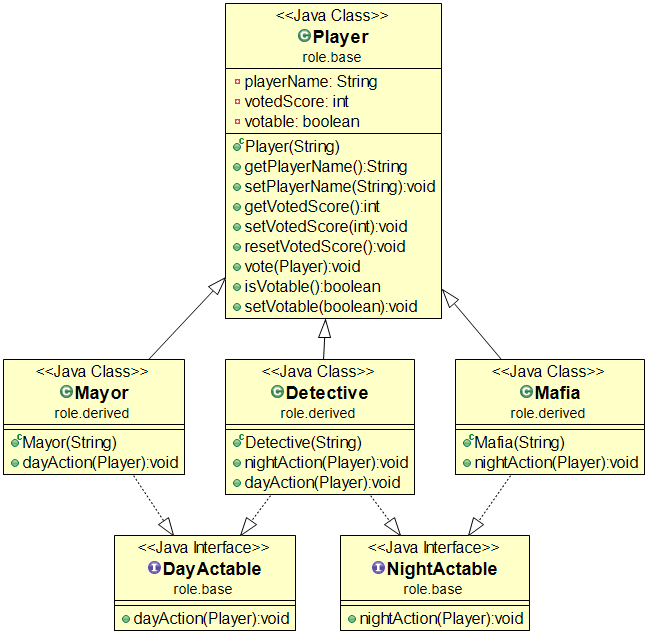 <<Java Class>>
Player
role.base
playerName: String
votedScore: int
votable: boolean
Player(String)
getPlayerName():String
setPlayerName(String):void
getVotedScore():int
setVotedScore(int):void
resetVotedScore():void
vote(Player):void
isVotable():boolean
setVotable(boolean):void
<<Java Class>>
Mayor
role.derived
Mayor(String)
dayAction(Player):void
<<Java Class>>
Detective
role.derived
Detective(String)
nightAction(Player):void
dayAction(Player):void
<<Java Class>>
Mafia
role.derived
Mafia(String)
nightAction(Player):void
<<Java Interface>>
DayActable
role.base
dayAction(Player):void
<<Java Interface>>
NightActable
role.base
nightAction(Player):void